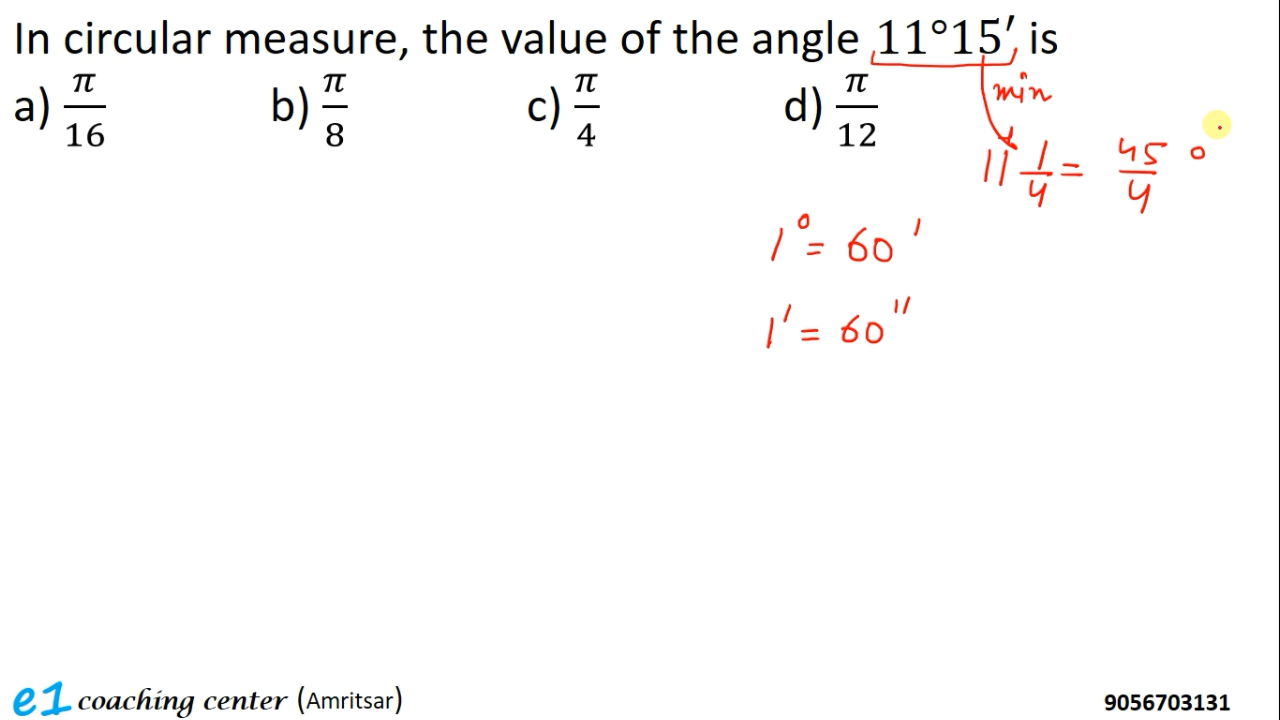 In circular measure, the value of the angle 11°15′ is
a) π/16 b) π/8 c) π/4 d) π/12
min
11 1/4 = 45/4 °
1° = 60′
1′ = 60″
e1 coaching center (Amritsar)
9056703131